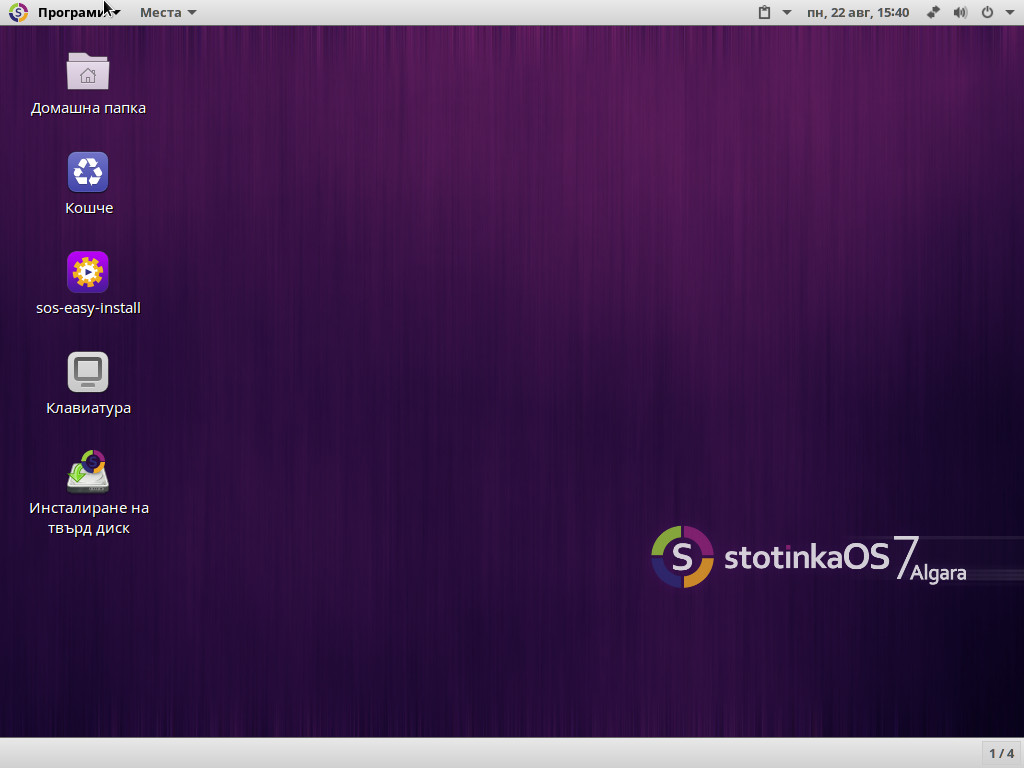 Програми
Места
пн, 22 авг, 15:40
Домашна папка
Кошче
sos-easy-install
Клавиатура
Инсталиране на
твърд диск
S stotinkaOS 7
Algara
1 / 4